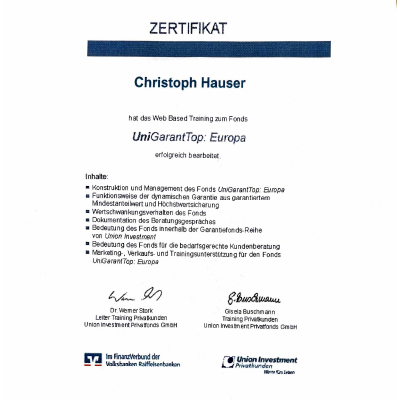 ZERTIFIKAT
Christoph Hauser
hat das Web Based Training zum Fonds
UniGarantTop: Europa
erfolgreich bearbeitet.
Inhalte:
Konstruktion und Management des Fonds UniGarantTop: Europa
Funktionsweise der dynamischen Garantie aus garantiertem
Mindestanteilwert und Höchstwertsicherung
Wertschwankungsverhalten des Fonds
Dokumentation des Beratungsgespräches
Bedeutung des Fonds innerhalb der Garantiefonds-Reihe
von Union Investment
Bedeutung des Fonds für die bedarfsgerechte Kundenberatung
Marketing-, Verkaufs- und Trainingsunterstützung für den Fonds
UniGarantTop: Europa
Dr. Werner Stork
Leiter Training Privatkunden
Union Investment Privatfonds GmbH
G. Buschmann
Gisela Buschmann
Training Privatkunden
Union Investment Privatfonds GmbH
Im FinanzVerbund der
Volksbanken Raiffeisenbanken
Union Investment
Privatkunden
Werte fürs Leben